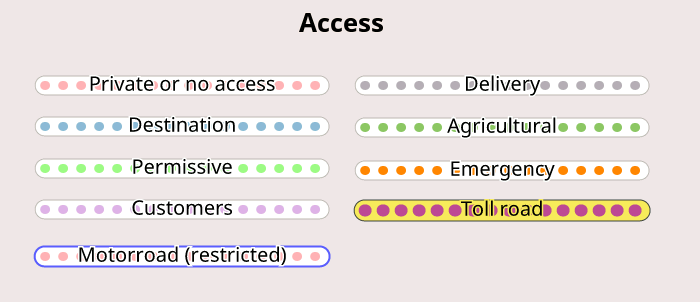 Access
Private or no access
Destination
Permissive
Customers
Motorroad (restricted)
Delivery
Agricultural
Emergency
Toll road